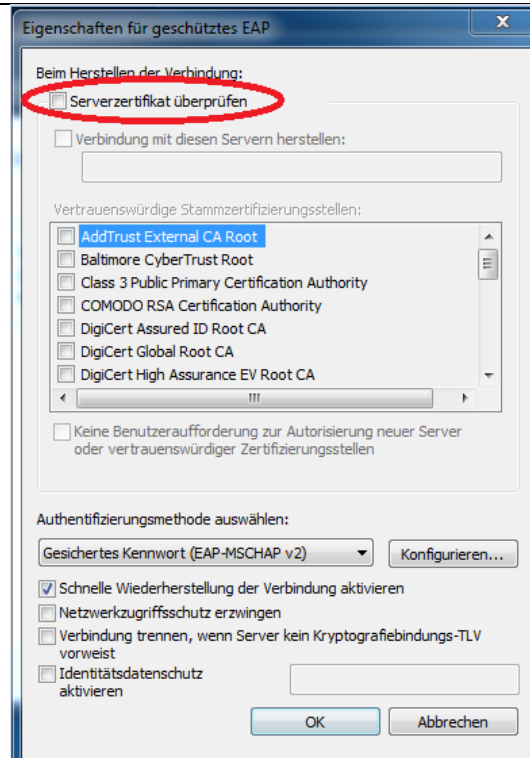 Eigenschaften für geschütztes EAP
Beim Herstellen der Verbindung:
Serverzertifikat überprüfen
Verbindung mit diesen Servern herstellen:
Vertrauenswürdige Stammzertifizierungsstellen:
AddTrust External CA Root
Baltimore CyberTrust Root
Class 3 Public Primary Certification Authority
COMODO RSA Certification Authority
DigiCert Assured ID Root CA
DigiCert Global Root CA
DigiCert High Assurance EV Root CA
Keine Benutzeraufforderung zur Autorisierung neuer Server
oder vertrauenswürdiger Zertifizierungsstellen
Authentifizierungsmethode auswählen:
Gesichertes Kennwort (EAP-MSCHAP v2) Konfigurieren...
Schnelle Wiederherstellung der Verbindung aktivieren
Netzwerkzugriffsschutz erzwingen
Verbindung trennen, wenn Server kein Kryptografiebindungs-TLV
vorweist
Identitätsdatenschutz
aktivieren
OK Abbrechen